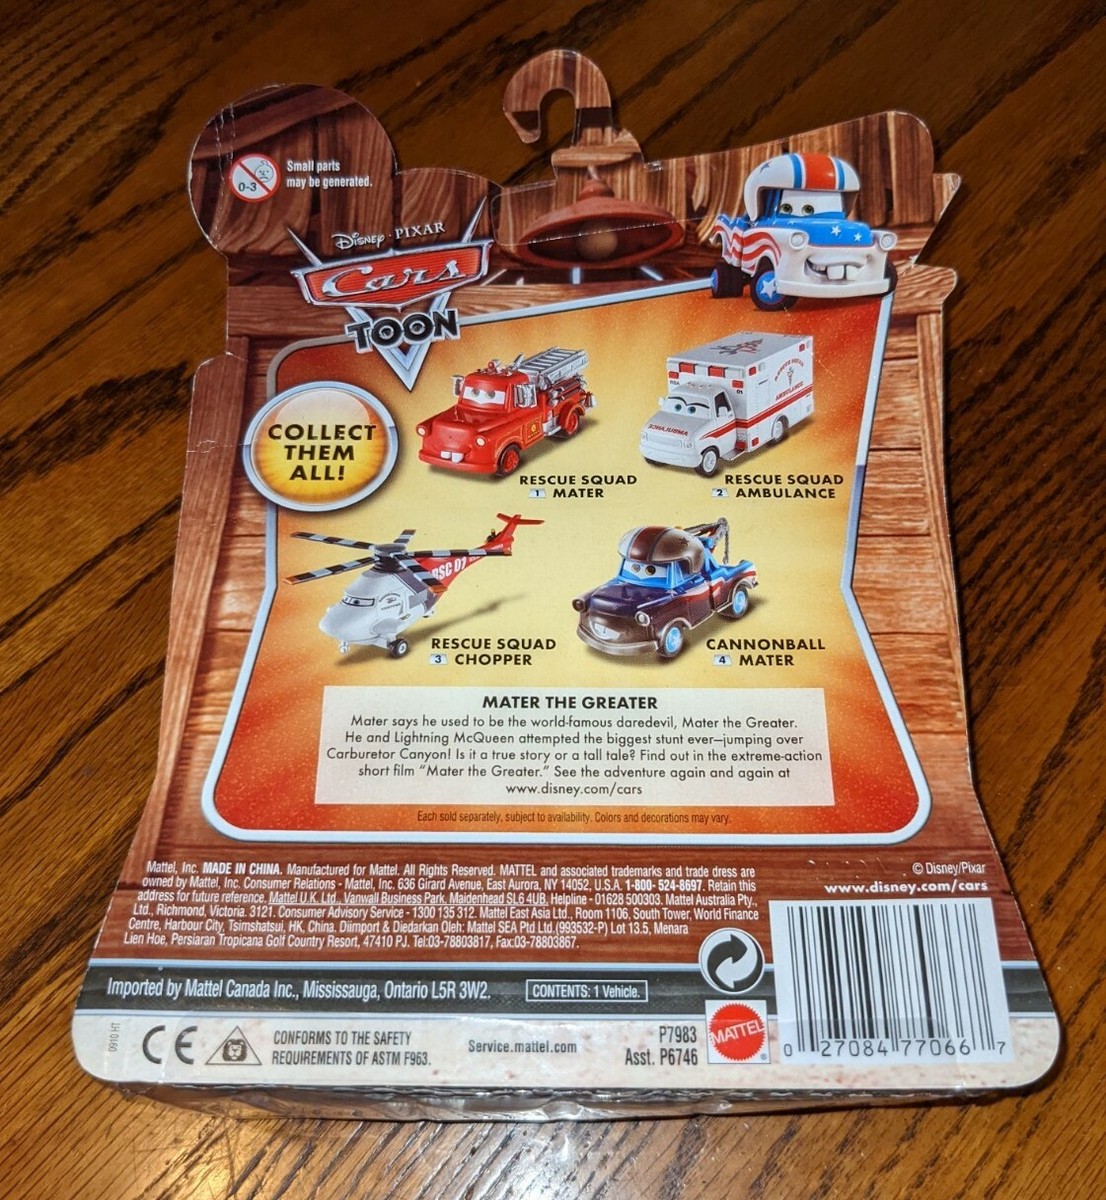 0-3
Small parts
may be generated.
Disney · PIXAR
Cars
TOON
COLLECT
THEM
ALL!
RESCUE SQUAD
1 MATER
AMBULANCE
RESCUE SQUAD
2 AMBULANCE
RSC 01
RESCUE SQUAD
3 CHOPPER
CANNONBALL
4 MATER
MATER THE GREATER
Mater says he used to be the world-famous daredevil, Mater the Greater.
He and Lightning McQueen attempted the biggest stunt ever—jumping over
Carburetor Canyon! Is it a true story or a tall tale? Find out in the extreme-action
short film “Mater the Greater.” See the adventure again and again at
www.disney.com/cars
Each sold separately, subject to availability. Colors and decorations may vary.
Mattel, Inc. MADE IN CHINA. Manufactured for Mattel. All Rights Reserved. MATTEL and associated trademarks and trade dress are
owned by Mattel, Inc. Consumer Relations - Mattel, Inc. 636 Girard Avenue, East Aurora, NY 14052, U.S.A. 1-800-524-8697. Retain this
address for future reference. Mattel U.K. Ltd., Vanwall Business Park, Maidenhead SL6 4UB. Helpline - 01628 500303. Mattel Australia Pty.,
Ltd., Richmond, Victoria. 3121. Consumer Advisory Service - 1300 135 312. Mattel East Asia Ltd., Room 1106, South Tower, World Finance
Centre, Harbour City, Tsimshatsui, HK, China. Diimport & Diedarkan Oleh: Mattel SEA Ptd Ltd.(993532-P) Lot 13.5, Menara
Lien Hoe, Persiaran Tropicana Golf Country Resort, 47410 PJ. Tel:03-78803817, Fax:03-78803867.
© Disney/Pixar
www.disney.com/cars
Imported by Mattel Canada Inc., Mississauga, Ontario L5R 3W2.
CONTENTS: 1 Vehicle.
0910 HT
CE
CONFORMS TO THE SAFETY
REQUIREMENTS OF ASTM F963.
Service.mattel.com
P7983
Asst. P6746
MATTEL
0 27084 77066 7